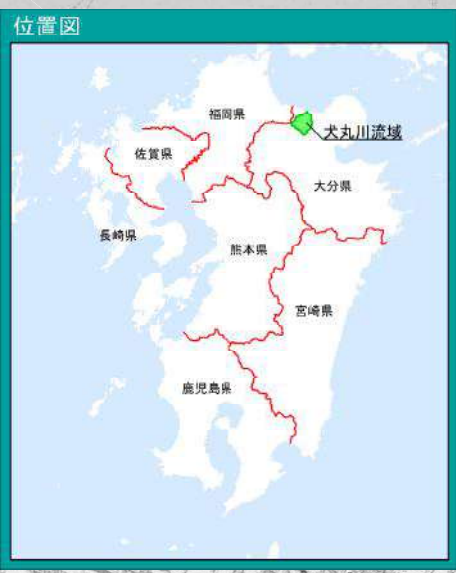 位置図
福岡県
犬丸川流域
佐賀県
大分県
長崎県
熊本県
宮崎県
鹿児島県